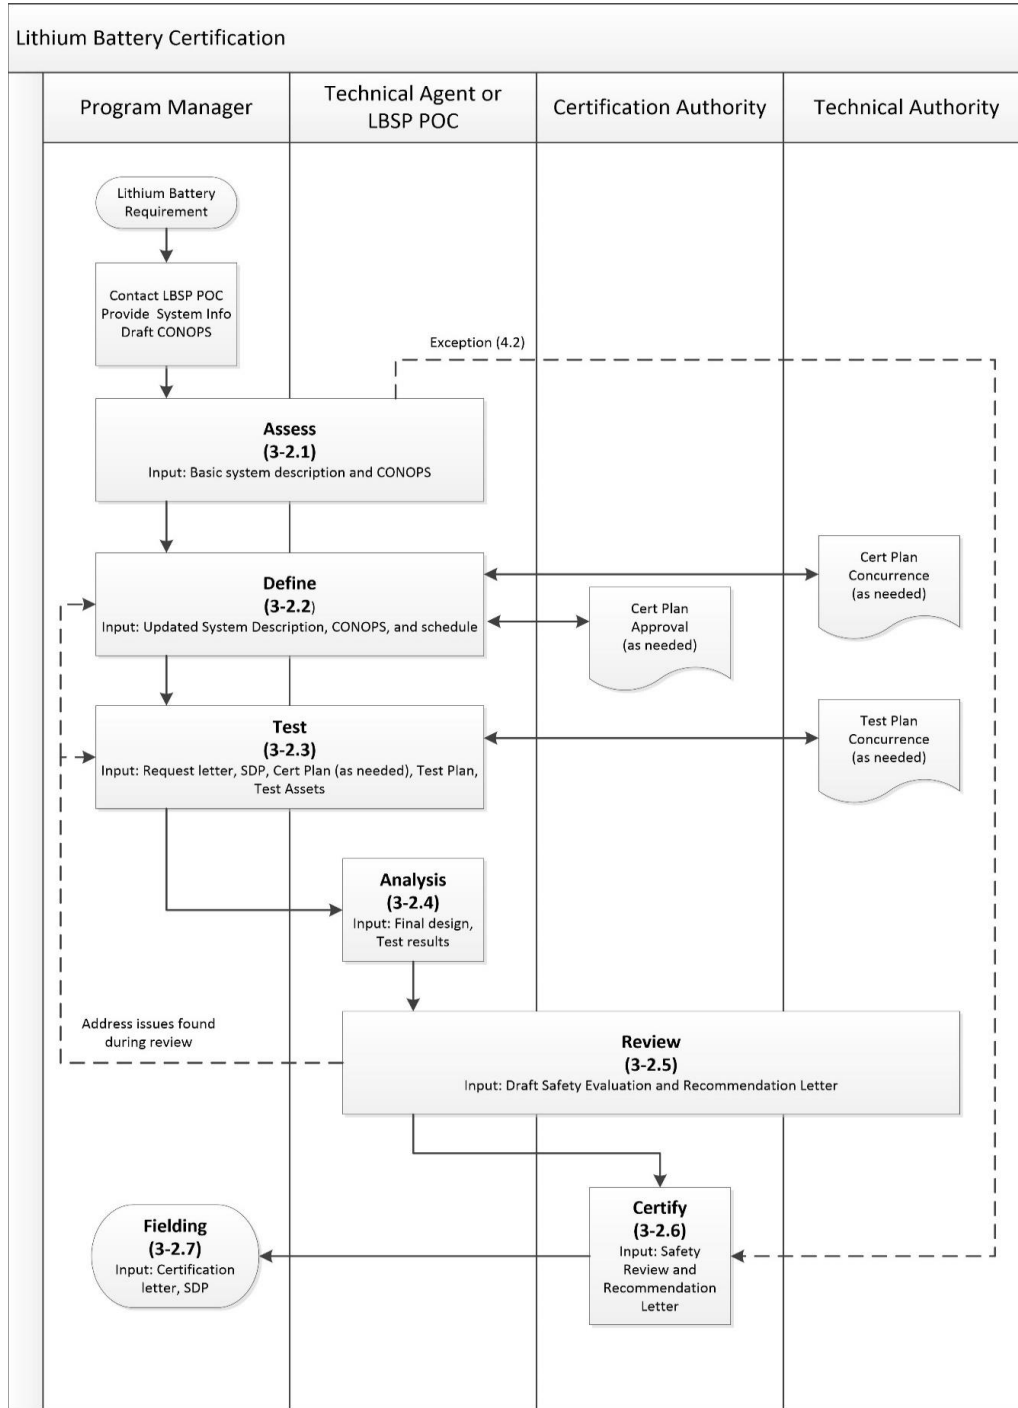 Lithium Battery Certification
Program Manager
Technical Agent or
LBSP POC
Certification Authority
Technical Authority
Lithium Battery
Requirement
Contact LBSP POC
Provide System Info
Draft CONOPS
Exception (4.2)
Assess
(3-2.1)
Input: Basic system description and CONOPS
Define
(3-2.2)
Input: Updated System Description, CONOPS, and schedule
Cert Plan
Concurrence
(as needed)
Cert Plan
Approval
(as needed)
Test
(3-2.3)
Input: Request letter, SDP, Cert Plan (as needed), Test Plan,
Test Assets
Test Plan
Concurrence
(as needed)
Analysis
(3-2.4)
Input: Final design,
Test results
Address issues found
during review
Review
(3-2.5)
Input: Draft Safety Evaluation and Recommendation Letter
Certify
(3-2.6)
Input: Safety
Review and
Recommendation
Letter
Fielding
(3-2.7)
Input: Certification
letter, SDP